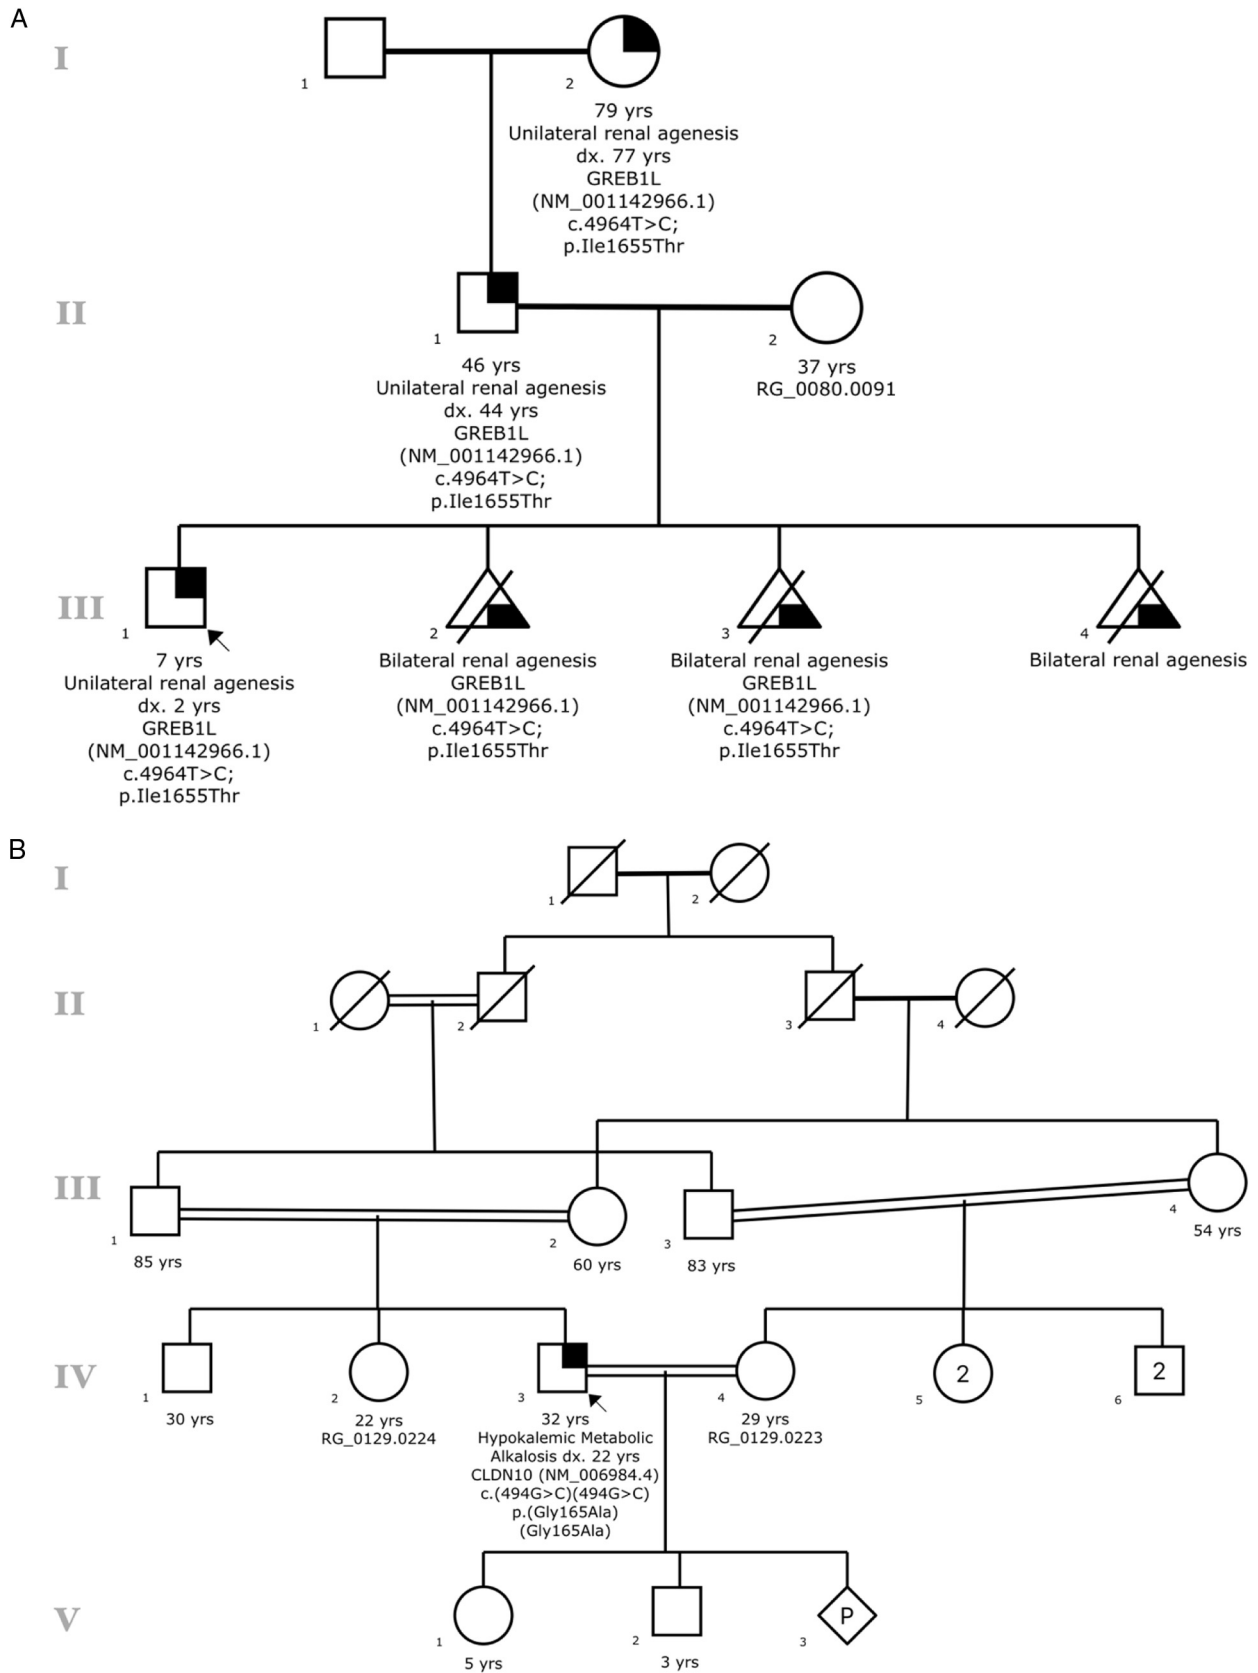 A
I
1
2
79 yrs
Unilateral renal agenesis
dx. 77 yrs
GREB1L
(NM_001142966.1)
c.4964T>C;
p.Ile1655Thr
II
1
2
46 yrs
Unilateral renal agenesis
dx. 44 yrs
GREB1L
(NM_001142966.1)
c.4964T>C;
p.Ile1655Thr
37 yrs
RG_0080.0091
III
1
2
3
4
7 yrs
Unilateral renal agenesis
dx. 2 yrs
GREB1L
(NM_001142966.1)
c.4964T>C;
p.Ile1655Thr
Bilateral renal agenesis
GREB1L
(NM_001142966.1)
c.4964T>C;
p.Ile1655Thr
Bilateral renal agenesis
GREB1L
(NM_001142966.1)
c.4964T>C;
p.Ile1655Thr
Bilateral renal agenesis
B
I
1
2
II
1
2
3
4
III
1
2
3
4
85 yrs
60 yrs
83 yrs
54 yrs
IV
1
2
3
4
5
2
6
2
30 yrs
22 yrs
RG_0129.0224
32 yrs
Hypokalemic Metabolic
Alkalosis dx. 22 yrs
CLDN10 (NM_006984.4)
c.(494G>C)(494G>C)
p.(Gly165Ala)
(Gly165Ala)
29 yrs
RG_0129.0223
V
1
2
3
P
5 yrs
3 yrs